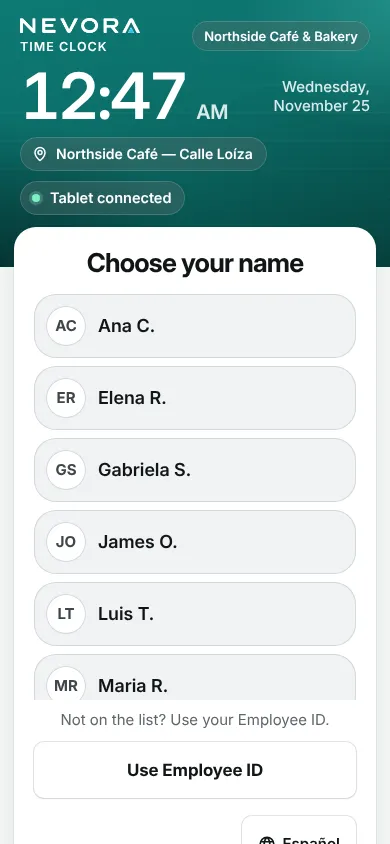 NEVORA
TIME CLOCK
Northside Café & Bakery
12:47 AM
Wednesday,
November 25
Northside Café — Calle Loíza
Tablet connected
Choose your name
AC Ana C.
ER Elena R.
GS Gabriela S.
JO James O.
LT Luis T.
MR Maria R.
Not on the list? Use your Employee ID.
Use Employee ID
Español